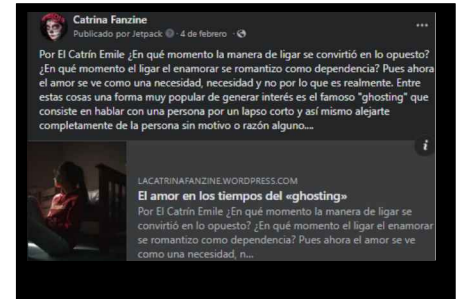 Catrina Fanzine
Publicado por Jetpack · 4 de febrero ·
Por El Catrín Emile ¿En qué momento la manera de ligar se convirtió en lo opuesto?
¿En qué momento el ligar el enamorar se romantizo como dependencia? Pues ahora
el amor se ve como una necesidad, necesidad y no por lo que es realmente. Entre
estas cosas una forma muy popular de generar interés es el famoso "ghosting" que
consiste en hablar con una persona por un lapso corto y así mismo alejarte
completamente de la persona sin motivo o razón alguno....
i
LACATRINAFANZINE.WORDPRESS.COM
El amor en los tiempos del «ghosting»
Por El Catrín Emile ¿En qué momento la manera de ligar se
convirtió en lo opuesto? ¿En qué momento el ligar el enamorar
se romantizo como dependencia? Pues ahora el amor se ve
como una necesidad, n...